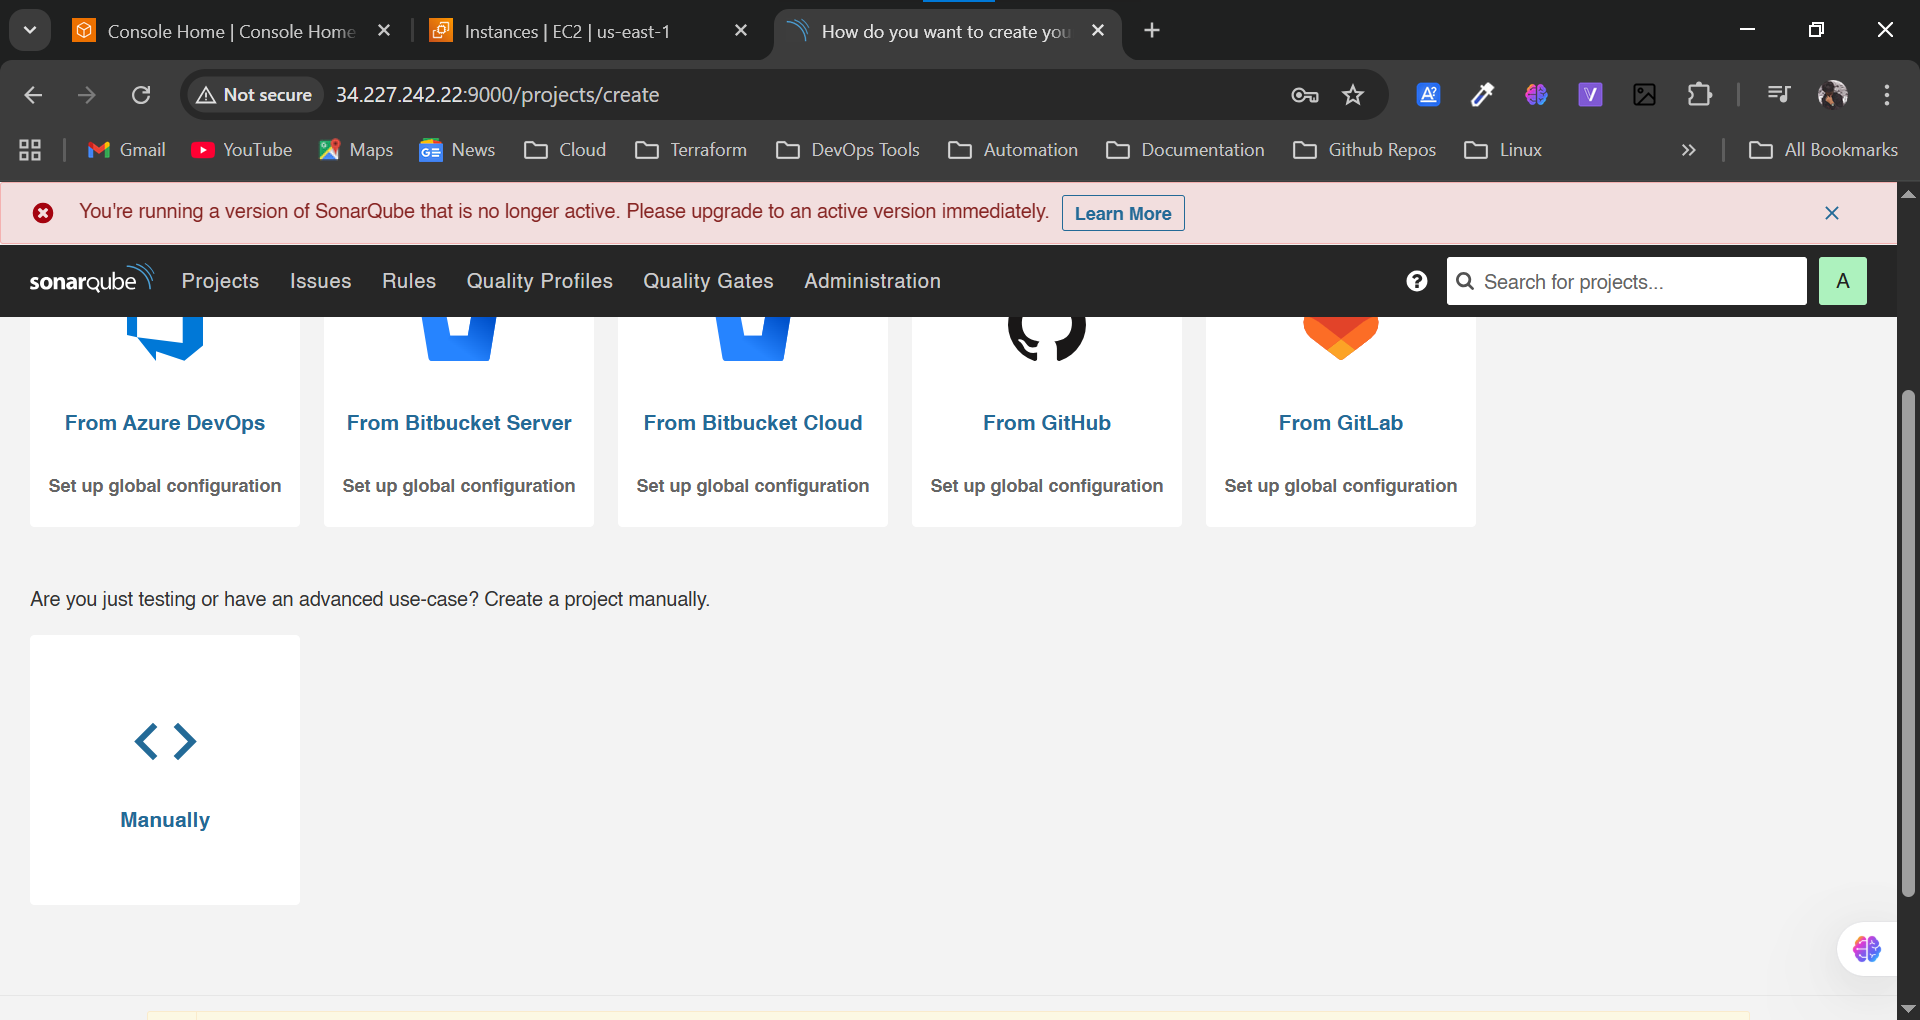 Console Home | Console Home
Instances | EC2 | us-east-1
How do you want to create you
Not secure
34.227.242.22:9000/projects/create
Gmail
YouTube
Maps
News
Cloud
Terraform
DevOps Tools
Automation
Documentation
Github Repos
Linux
All Bookmarks
You're running a version of SonarQube that is no longer active. Please upgrade to an active version immediately.
Learn More
sonarqube
Projects
Issues
Rules
Quality Profiles
Quality Gates
Administration
Search for projects...
A
From Azure DevOps
From Bitbucket Server
From Bitbucket Cloud
From GitHub
From GitLab
Set up global configuration
Set up global configuration
Set up global configuration
Set up global configuration
Set up global configuration
Are you just testing or have an advanced use-case? Create a project manually.
Manually